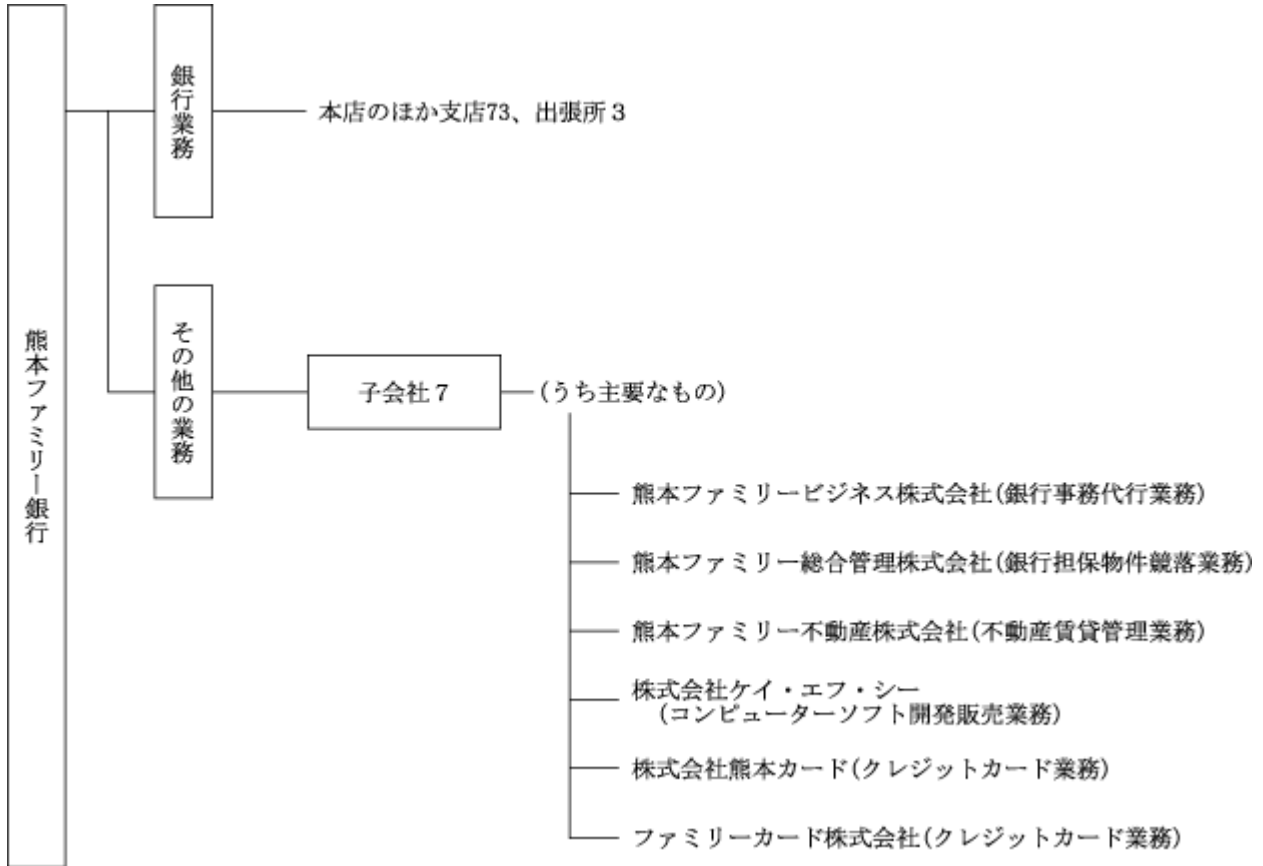 熊本ファミリー銀行
銀行業務
本店のほか支店73、出張所3
その他の業務
子会社7
(うち主要なもの)
熊本ファミリービジネス株式会社(銀行事務代行業務)
熊本ファミリー総合管理株式会社(銀行担保物件競落業務)
熊本ファミリー不動産株式会社(不動産賃貸管理業務)
株式会社ケイ・エフ・シー
(コンピューターソフト開発販売業務)
株式会社熊本カード(クレジットカード業務)
ファミリーカード株式会社(クレジットカード業務)